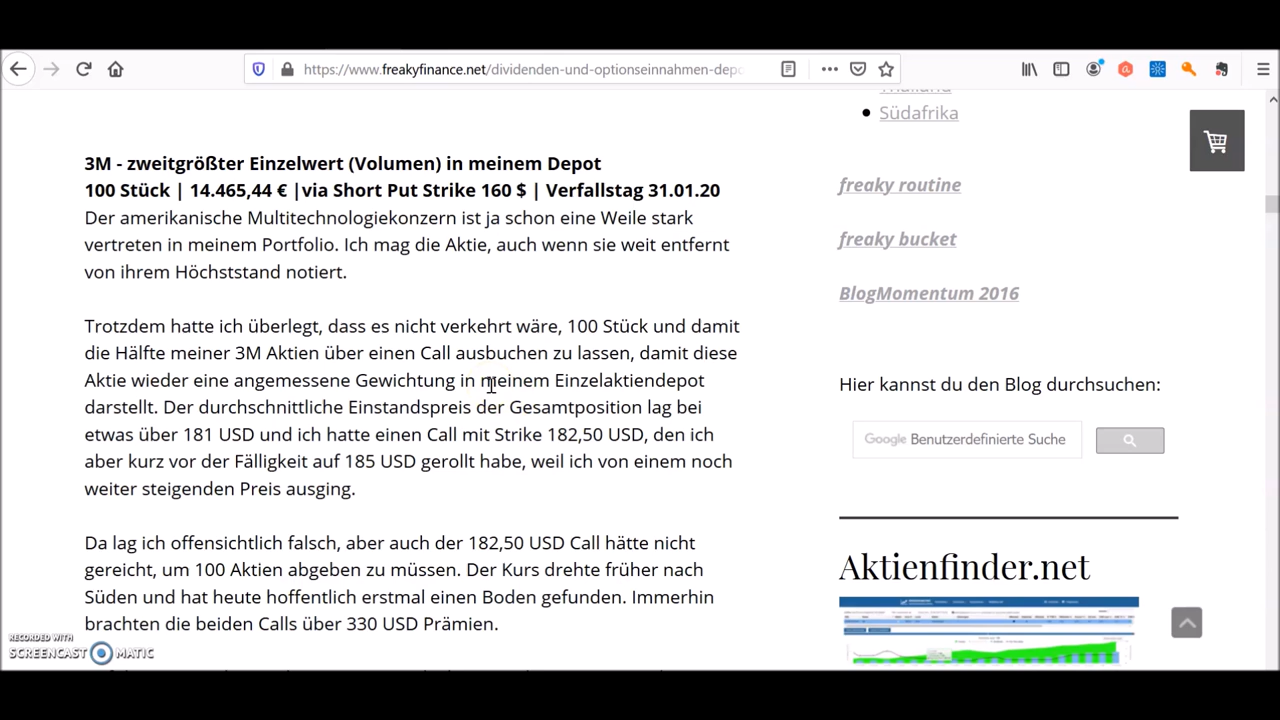 https://www.freakyfinance.net/dividenden-und-optionseinnahmen-depo
Südafrika
3M - zweitgrößter Einzelwert (Volumen) in meinem Depot
100 Stück | 14.465,44 € |via Short Put Strike 160 $ | Verfallstag 31.01.20
Der amerikanische Multitechnologiekonzern ist ja schon eine Weile stark
vertreten in meinem Portfolio. Ich mag die Aktie, auch wenn sie weit entfernt
von ihrem Höchststand notiert.
Trotzdem hatte ich überlegt, dass es nicht verkehrt wäre, 100 Stück und damit
die Hälfte meiner 3M Aktien über einen Call ausbuchen zu lassen, damit diese
Aktie wieder eine angemessene Gewichtung in meinem Einzelaktiendepot
darstellt. Der durchschnittliche Einstandspreis der Gesamtposition lag bei
etwas über 181 USD und ich hatte einen Call mit Strike 182,50 USD, den ich
aber kurz vor der Fälligkeit auf 185 USD gerollt habe, weil ich von einem noch
weiter steigenden Preis ausging.
Da lag ich offensichtlich falsch, aber auch der 182,50 USD Call hätte nicht
gereicht, um 100 Aktien abgeben zu müssen. Der Kurs drehte früher nach
Süden und hat heute hoffentlich erstmal einen Boden gefunden. Immerhin
brachten die beiden Calls über 330 USD Prämien.
freaky routine
freaky bucket
BlogMomentum 2016
Hier kannst du den Blog durchsuchen:
Google Benutzerdefinierte Suche
Aktienfinder.net
RECORDED WITH
SCREENCAST MATIC